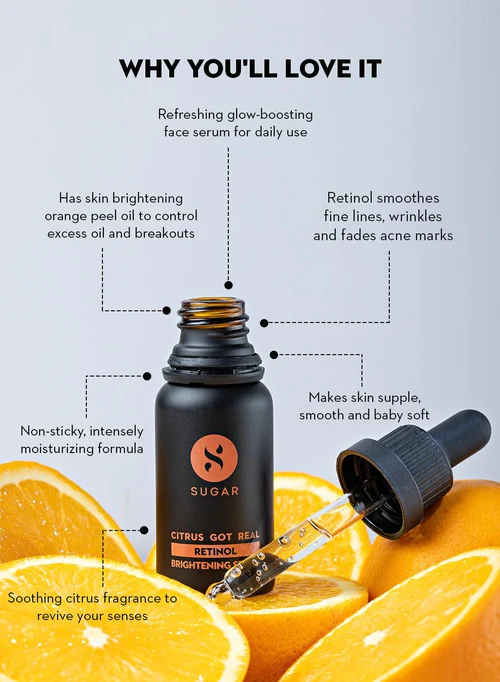 WHY YOU'LL LOVE IT
Refreshing glow-boosting
face serum for daily use
Has skin brightening
orange peel oil to control
excess oil and breakouts
Retinol smoothes
fine lines, wrinkles
and fades acne marks
Makes skin supple,
smooth and baby soft
Non-sticky, intensely
moisturizing formula
SUGAR
CITRUS GOT REAL
RETINOL
BRIGHTENING
Soothing citrus fragrance to
revive your senses